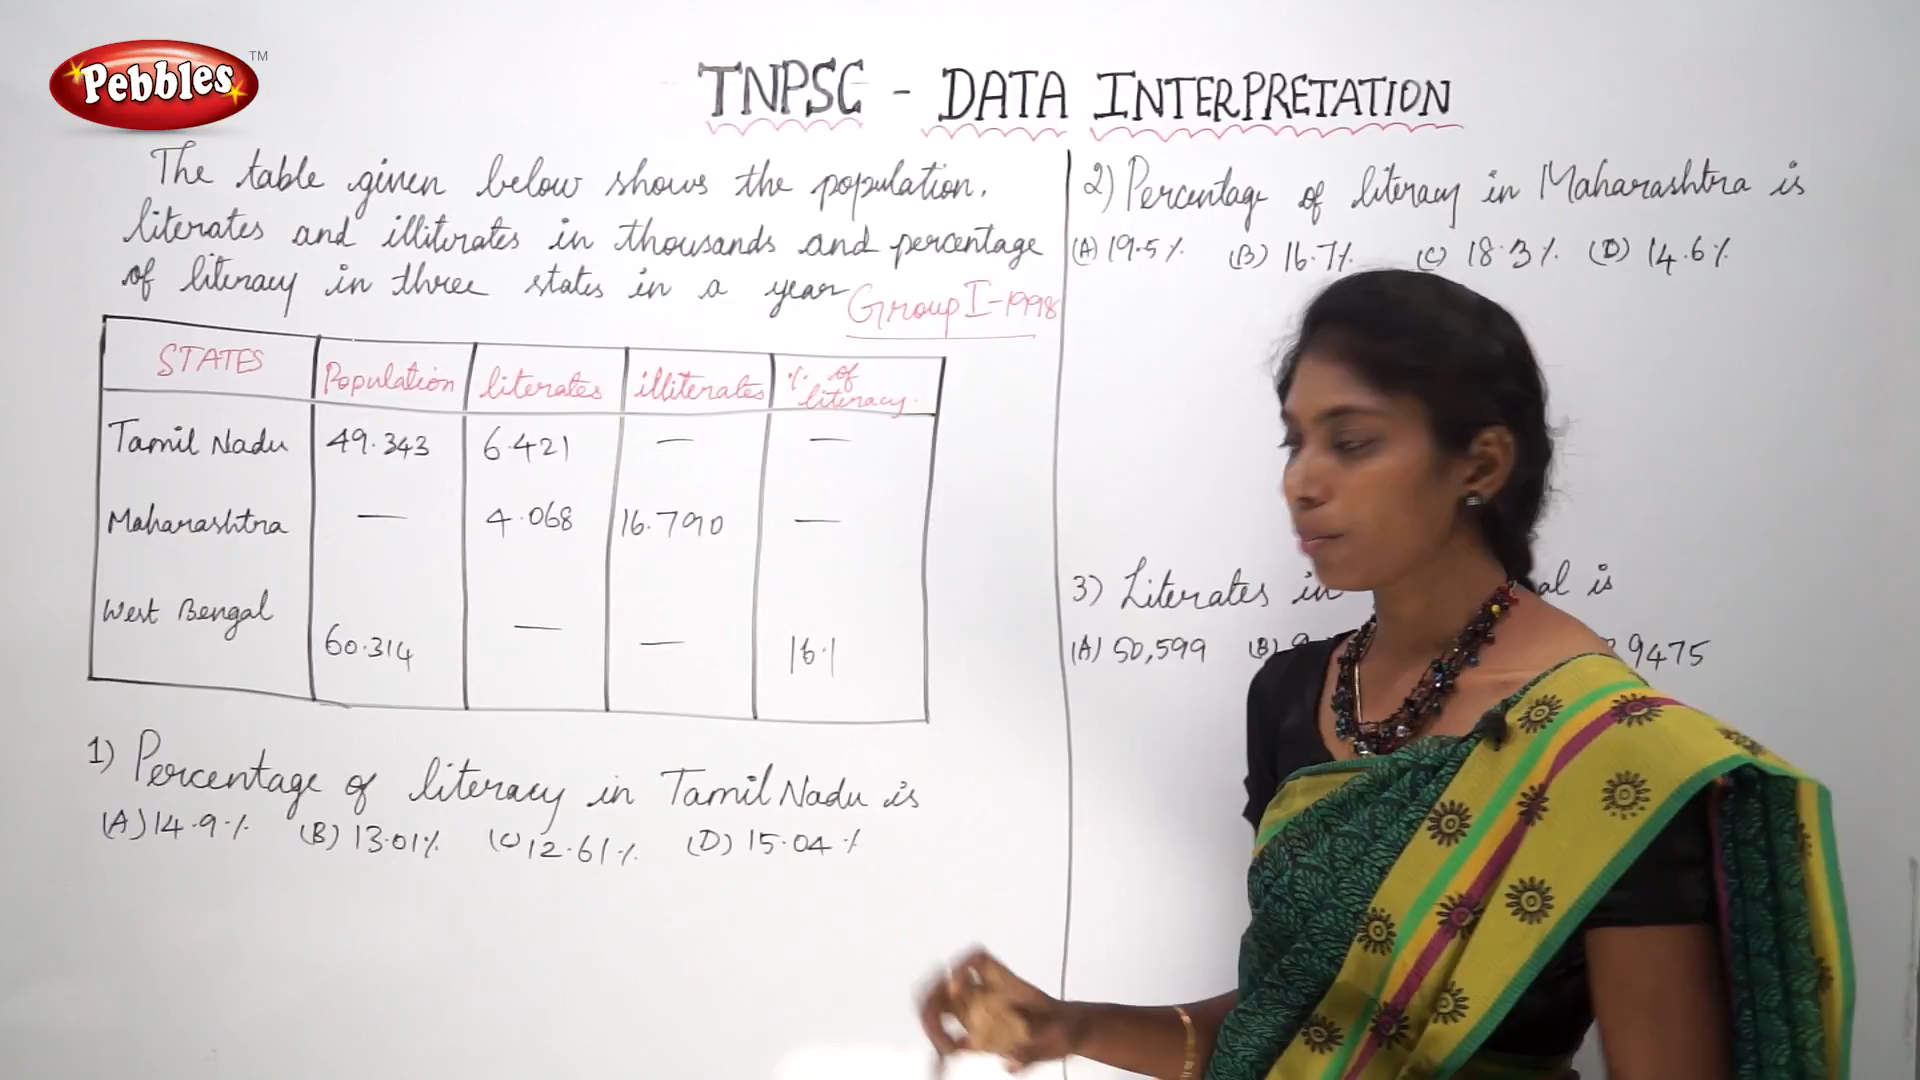 Pebbles TM
TNPSC - DATA INTERPRETATION
The table given below shows the population,
literates and illiterates in thousands and percentage
of literacy in three states in a year
Group I-1998
STATES Population literates illiterates % of literacy.
Tamil Nadu 49.343 6.421 — —
Maharashtra — 4.068 16.790 —
West Bengal 60.314 — — 16.1
1) Percentage of literacy in Tamil Nadu is
(A) 14.9% (B) 13.01% (C) 12.61% (D) 15.04%
2) Percentage of literacy in Maharashtra is
(A) 19.5% (B) 16.7% (C) 18.3% (D) 14.6%
3) Literates in al is
(A) 50,599 (B) 9475